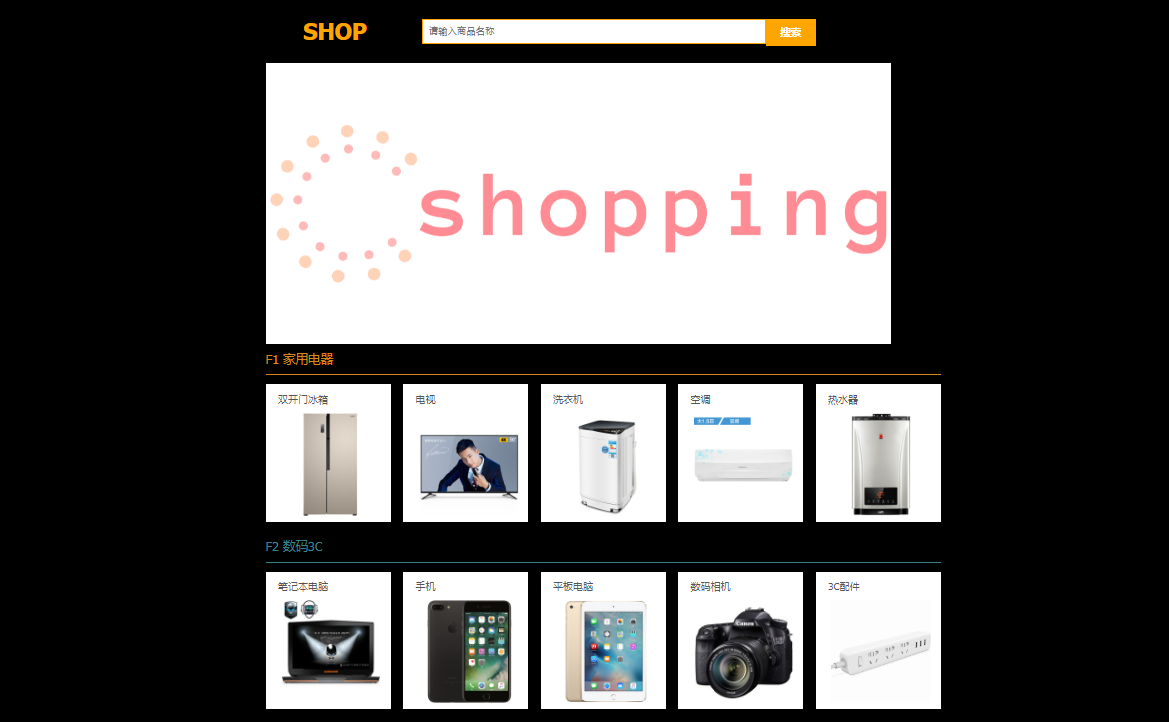 SHOP
请输入商品名称
搜索
shopping
F1 家用电器
双开门冰箱
电视
洗衣机
空调
热水器
F2 数码3C
笔记本电脑
手机
平板电脑
数码相机
3C配件
Canon